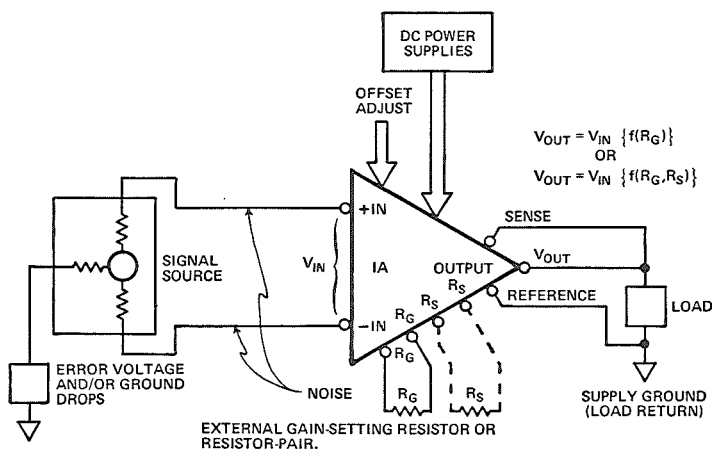 DC POWER
SUPPLIES
OFFSET
ADJUST
V_OUT = V_IN {f(R_G)}
OR
V_OUT = V_IN {f(R_G,R_S)}
+IN
SENSE
SIGNAL
SOURCE
V_IN
IA
OUTPUT
V_OUT
R_S
REFERENCE
LOAD
-IN
R_S
R_G
R_G
ERROR VOLTAGE
AND/OR GROUND
DROPS
NOISE
R_G
R_S
SUPPLY GROUND
(LOAD RETURN)
EXTERNAL GAIN-SETTING RESISTOR OR
RESISTOR-PAIR.